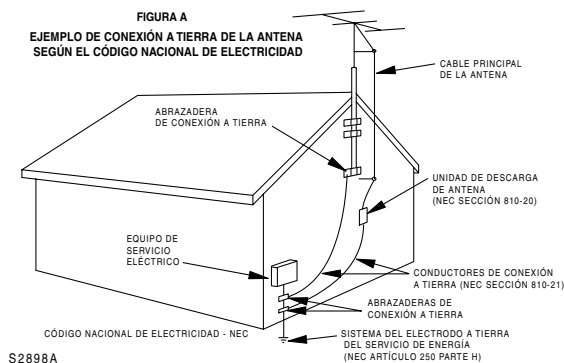 FIGURA A
EJEMPLO DE CONEXIÓN A TIERRA DE LA ANTENA
SEGÚN EL CÓDIGO NACIONAL DE ELECTRICIDAD
CABLE PRINCIPAL
DE LA ANTENA
ABRAZADERA
DE CONEXIÓN A TIERRA
UNIDAD DE DESCARGA
DE ANTENA
(NEC SECCIÓN 810-20)
EQUIPO DE
SERVICIO
ELÉCTRICO
CONDUCTORES DE CONEXIÓN
A TIERRA (NEC SECCIÓN 810-21)
ABRAZADERAS DE
CONEXIÓN A TIERRA
CÓDIGO NACIONAL DE ELECTRICIDAD - NEC
SISTEMA DEL ELECTRODO A TIERRA
DEL SERVICIO DE ENERGÍA
(NEC ARTÍCULO 250 PARTE H)
S2898A